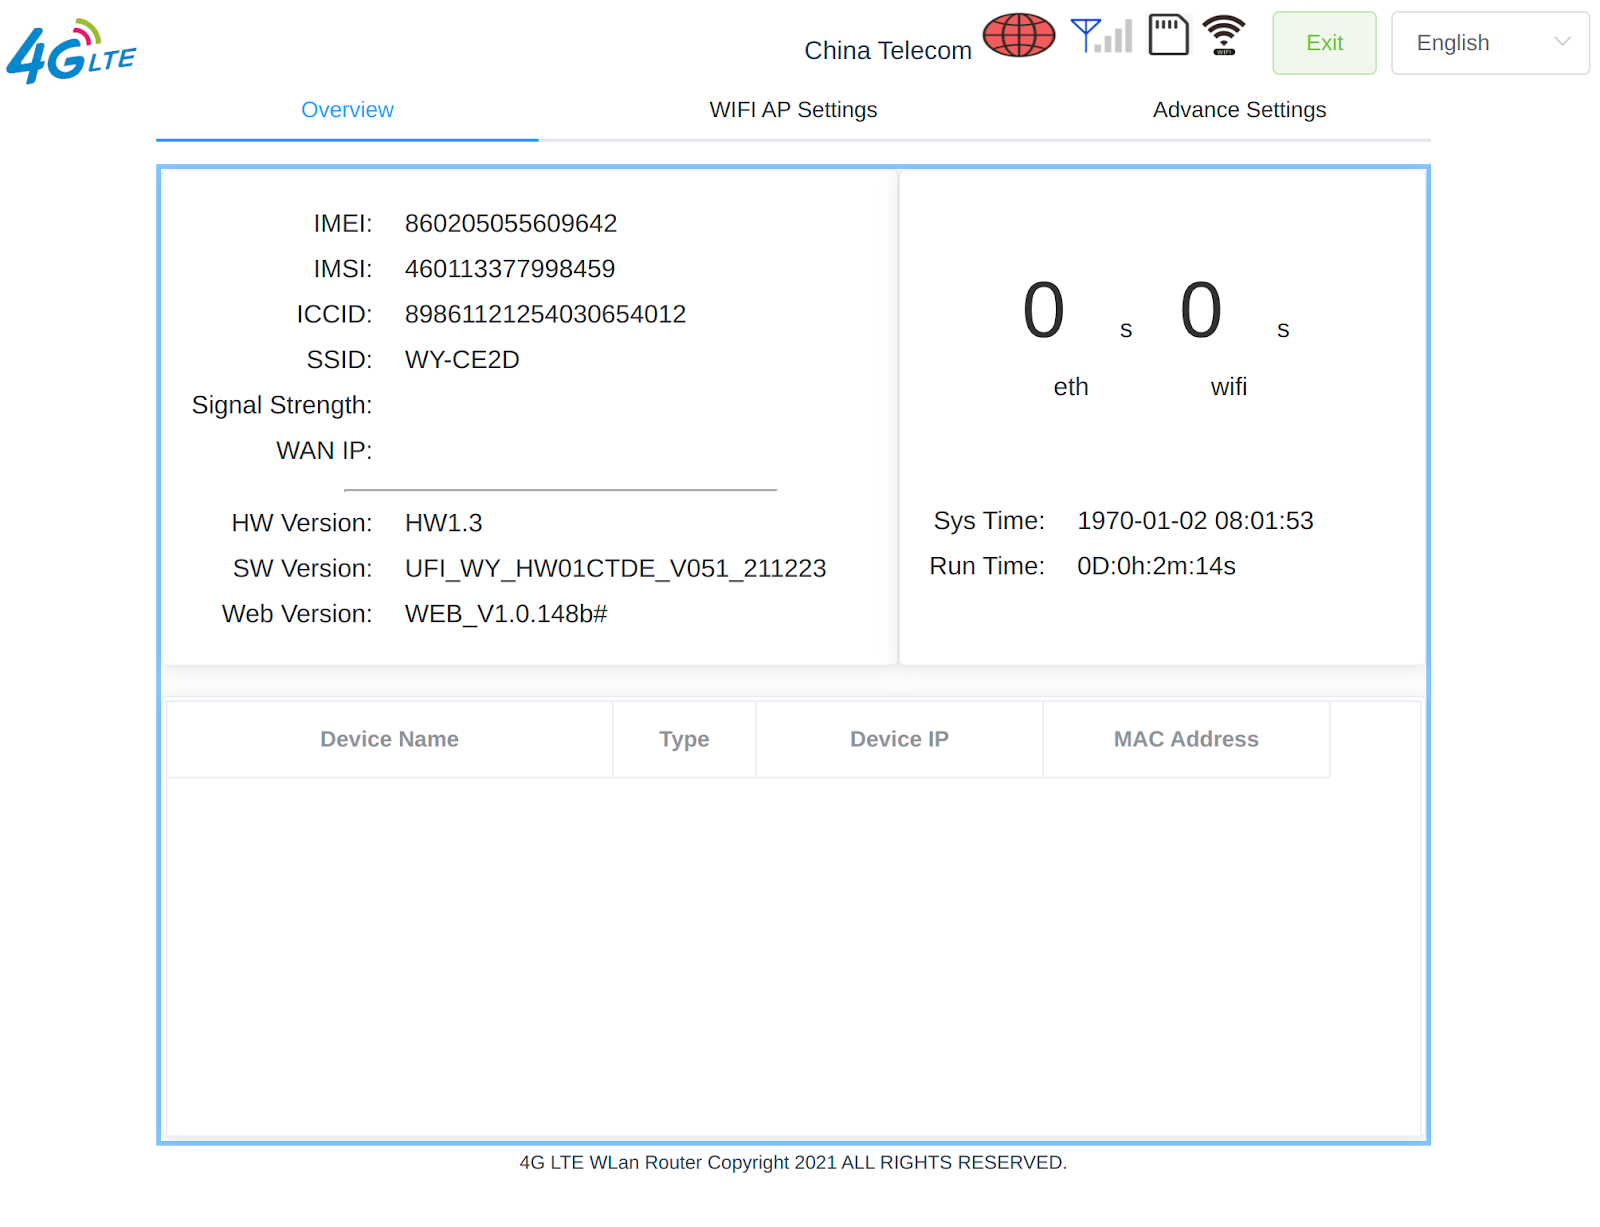 4G LTE
China Telecom
WIFI
Exit
English
Overview
WIFI AP Settings
Advance Settings
IMEI: 860205055609642
IMSI: 460113377998459
ICCID: 89861121254030654012
SSID: WY-CE2D
Signal Strength:
WAN IP:
HW Version: HW1.3
SW Version: UFI_WY_HW01CTDE_V051_211223
Web Version: WEB_V1.0.148b#
0 s 0 s
eth wifi
Sys Time: 1970-01-02 08:01:53
Run Time: 0D:0h:2m:14s
Device Name Type Device IP MAC Address
4G LTE WLan Router Copyright 2021 ALL RIGHTS RESERVED.